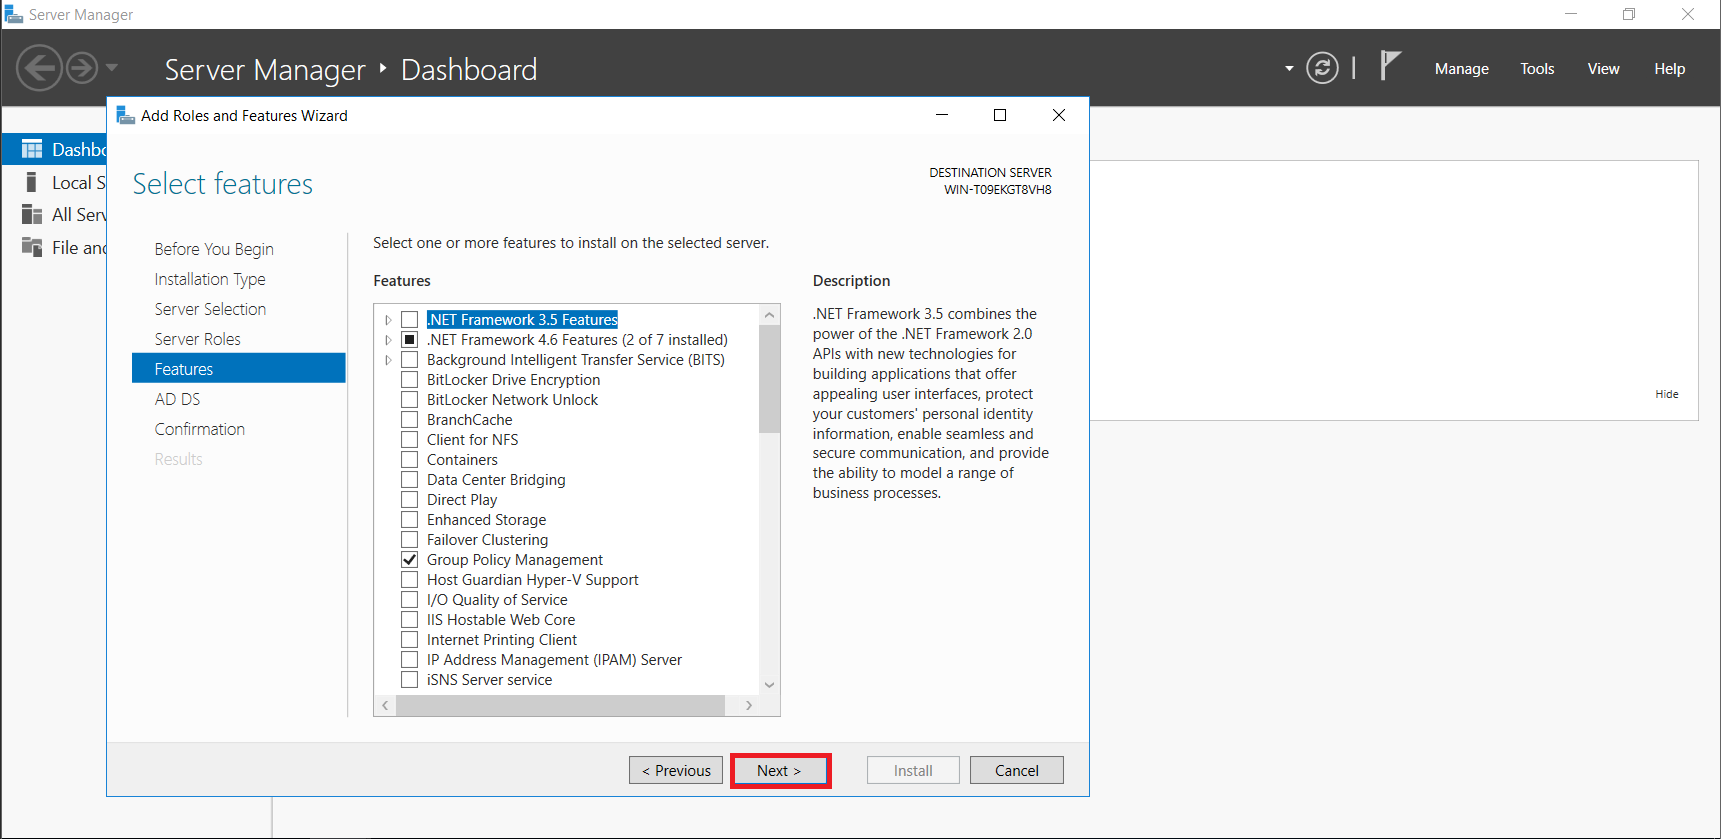 Server Manager
Server Manager ‣ Dashboard
Manage
Tools
View
Help
Add Roles and Features Wizard
Dashbo
Local S
All Serv
File and
Select features
DESTINATION SERVER
WIN-T09EKGT8VH8
Before You Begin
Installation Type
Server Selection
Server Roles
Features
AD DS
Confirmation
Results
Select one or more features to install on the selected server.
Features
.NET Framework 3.5 Features
.NET Framework 4.6 Features (2 of 7 installed)
Background Intelligent Transfer Service (BITS)
BitLocker Drive Encryption
BitLocker Network Unlock
BranchCache
Client for NFS
Containers
Data Center Bridging
Direct Play
Enhanced Storage
Failover Clustering
Group Policy Management
Host Guardian Hyper-V Support
I/O Quality of Service
IIS Hostable Web Core
Internet Printing Client
IP Address Management (IPAM) Server
iSNS Server service
Description
.NET Framework 3.5 combines the
power of the .NET Framework 2.0
APIs with new technologies for
building applications that offer
appealing user interfaces, protect
your customers' personal identity
information, enable seamless and
secure communication, and provide
the ability to model a range of
business processes.
Hide
< Previous
Next >
Install
Cancel